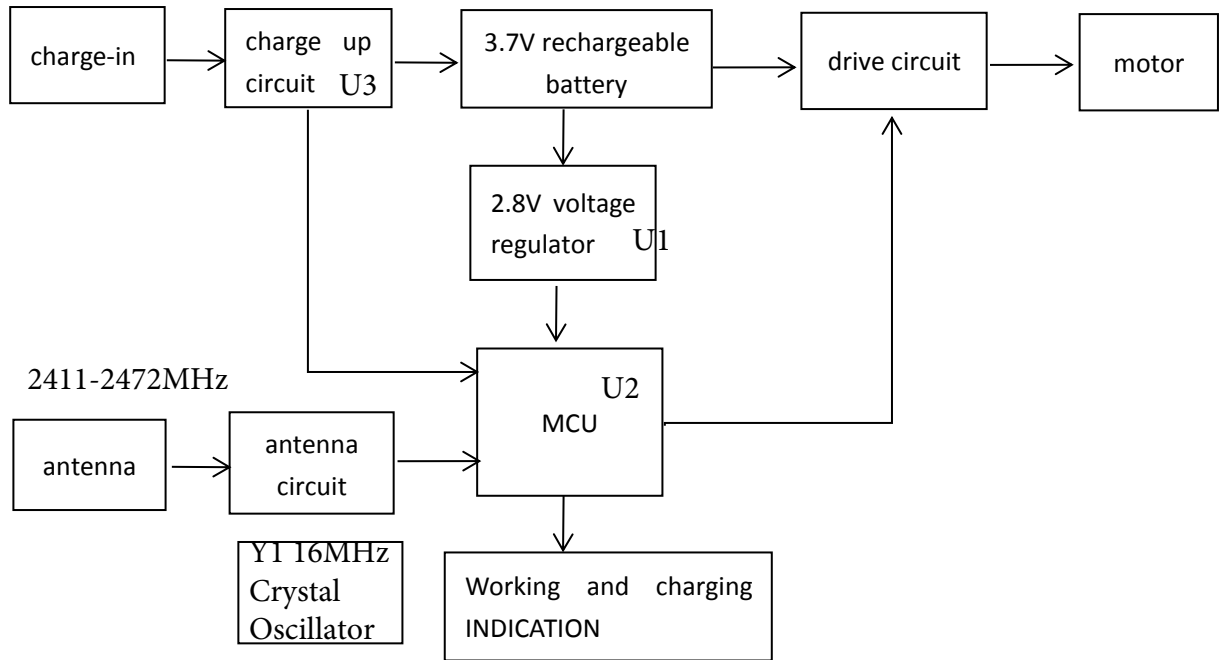 charge-in
charge up
circuit U3
3.7V rechargeable
battery
drive circuit
motor
2.8V voltage
regulator U1
2411-2472MHz
U2
MCU
antenna
antenna
circuit
Y1 16MHz
Crystal
Oscillator
Working and charging
INDICATION